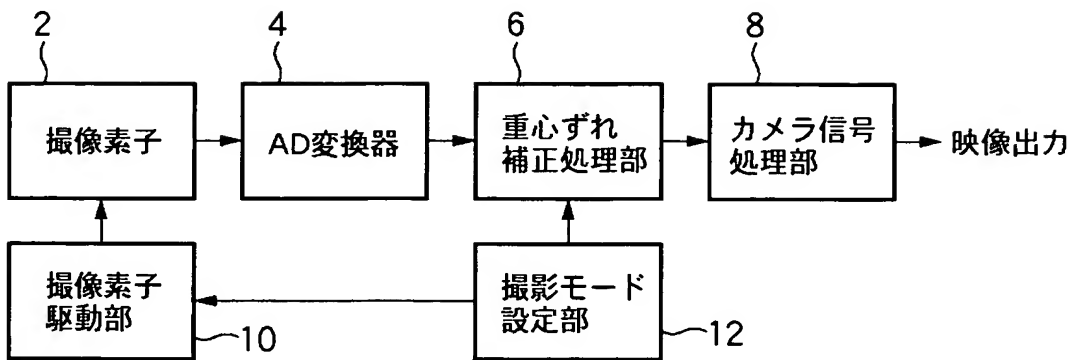 2
4
6
8
撮像素子
AD変換器
重心ずれ
補正処理部
カメラ信号
処理部
映像出力
撮像素子
駆動部
10
撮影モード
設定部
12